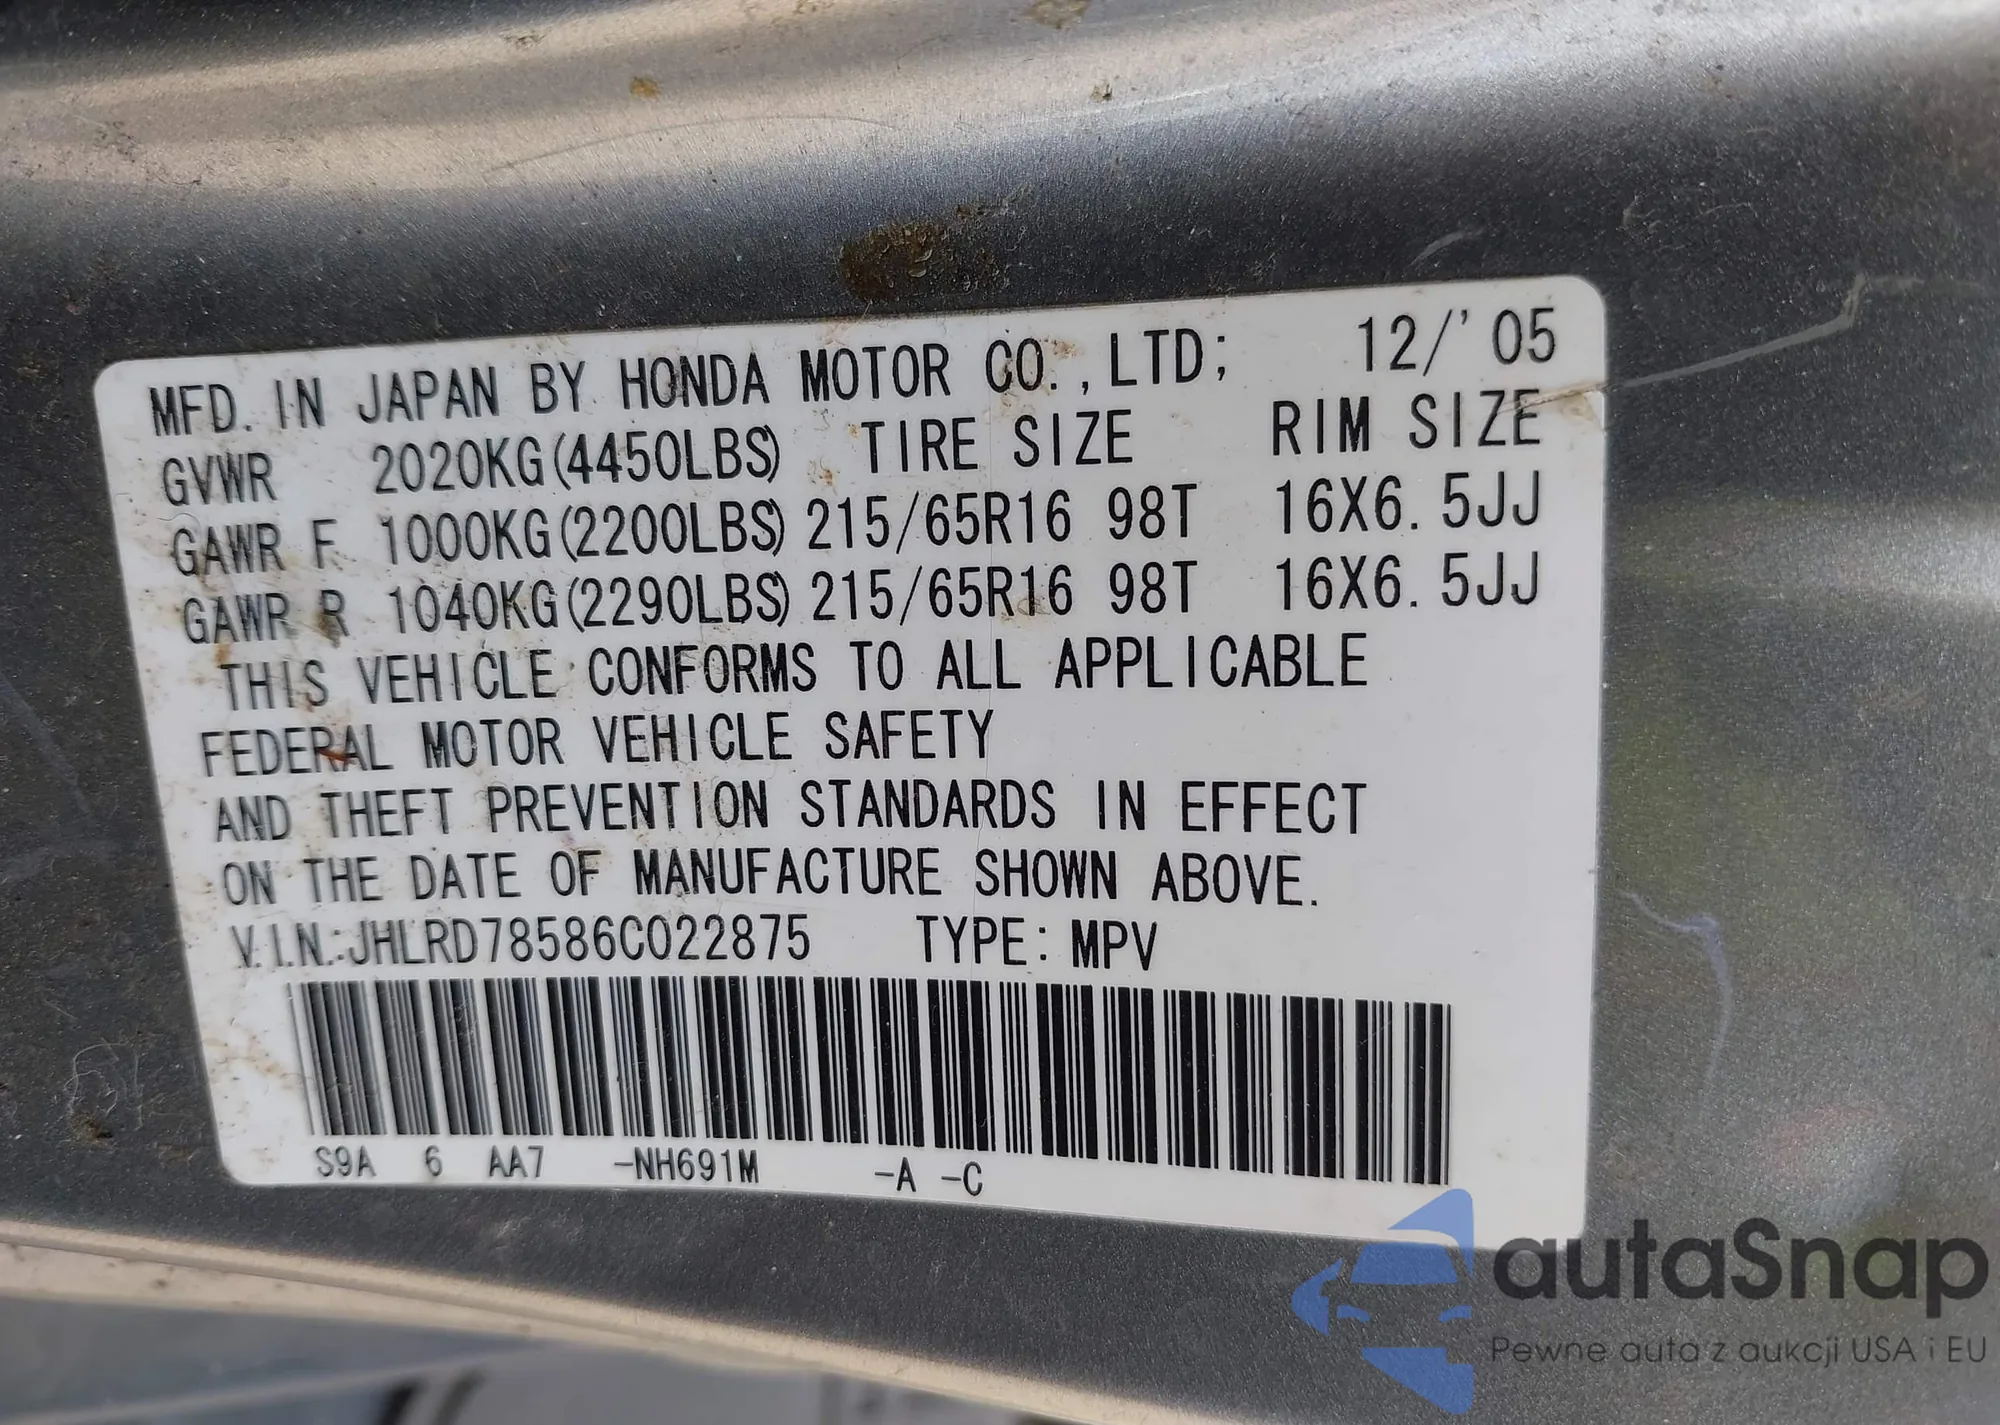 MFD. IN JAPAN BY HONDA MOTOR CO.,LTD; 12/'05
GVWR 2020KG(4450LBS) TIRE SIZE RIM SIZE
GAWR F 1000KG(2200LBS) 215/65R16 98T 16X6.5JJ
GAWR R 1040KG(2290LBS) 215/65R16 98T 16X6.5JJ
THIS VEHICLE CONFORMS TO ALL APPLICABLE
FEDERAL MOTOR VEHICLE SAFETY
AND THEFT PREVENTION STANDARDS IN EFFECT
ON THE DATE OF MANUFACTURE SHOWN ABOVE.
V.I.N.:JHLRD78586C022875 TYPE: MPV
S9A 6 AA7 -NH691M -A -C
autaSnap
Pewne auta z aukcji USA i EU